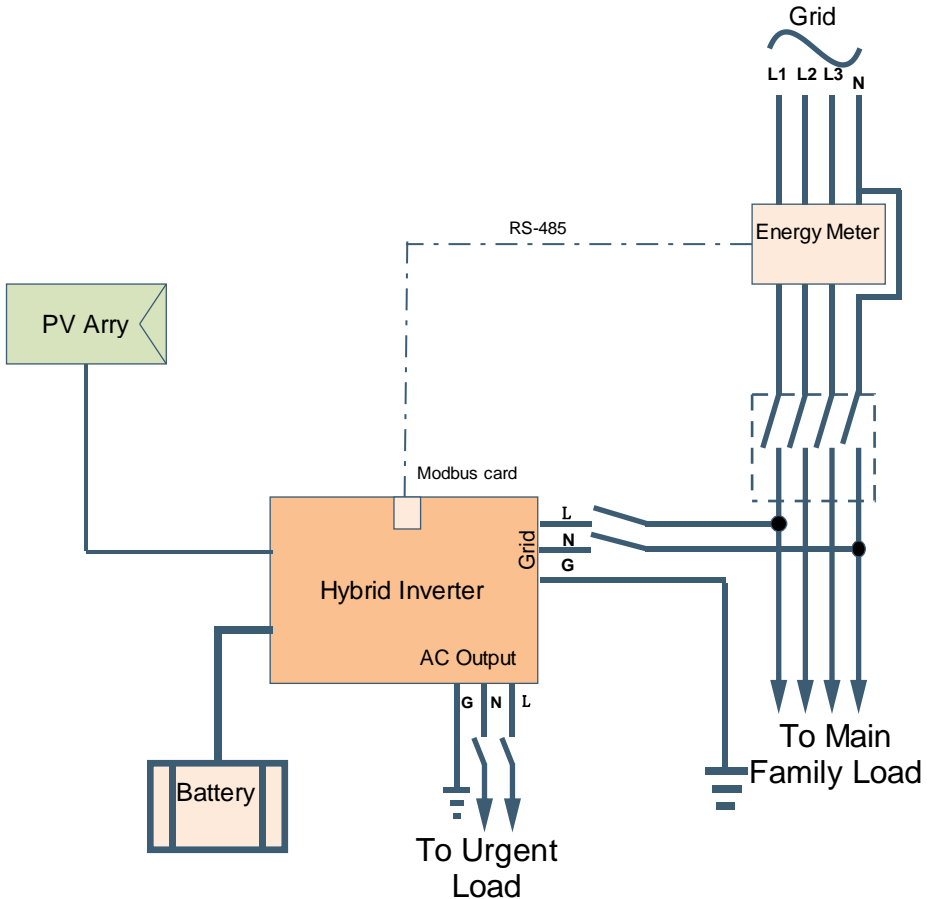 Grid
L1 L2 L3 N
Energy Meter
RS-485
PV Arry
Modbus card
L
N
G
Grid
Hybrid Inverter
AC Output
G N L
To Main
Family Load
Battery
To Urgent
Load